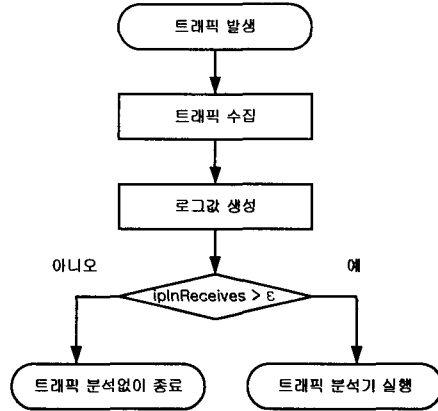 트래픽 발생
트래픽 수집
로그값 생성
아니오
예
ipInReceives > ε
트래픽 분석없이 종료
트래픽 분석기 실행